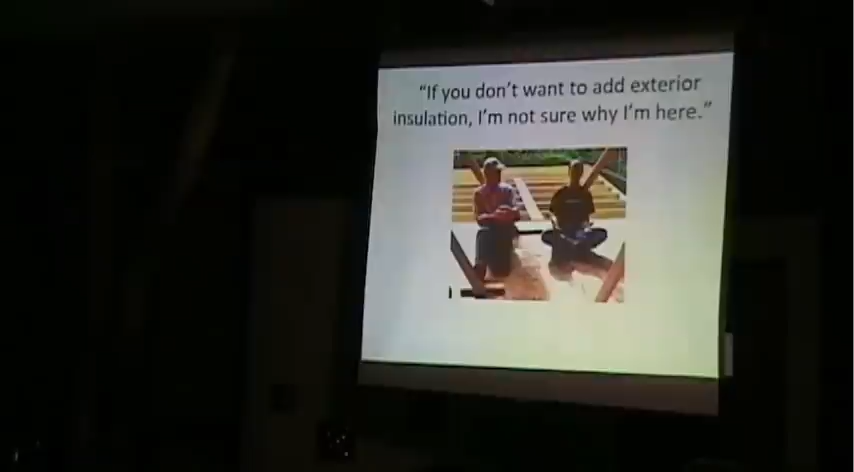 “If you don’t want to add exterior
insulation, I’m not sure why I’m here.”